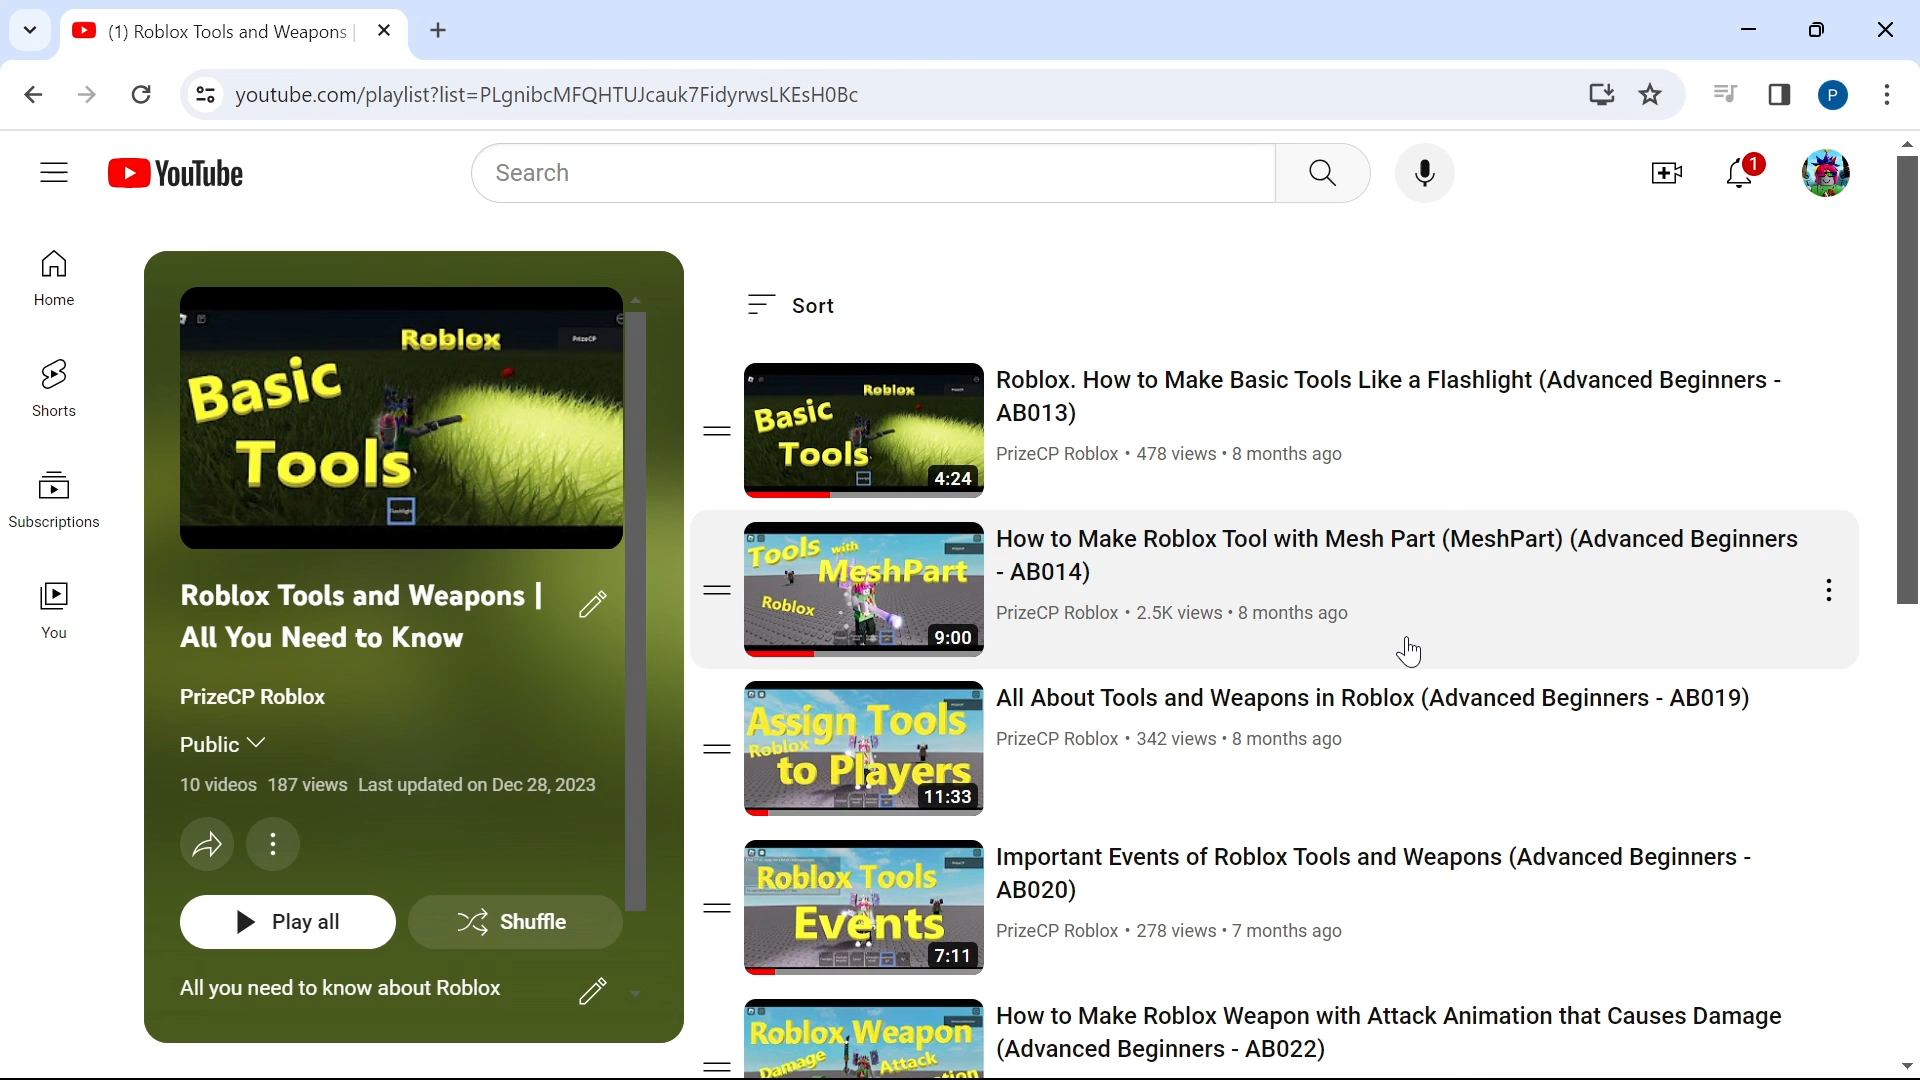 (1) Roblox Tools and Weapons |
youtube.com/playlist?list=PLgnibcMFQHTUJcauk7FidyrwsLKEsH0Bc
P
YouTube
Search
1
Home
Shorts
Subscriptions
You
Roblox
PrizeCP
Basic
Tools
Flashlight
Roblox Tools and Weapons |
All You Need to Know
PrizeCP Roblox
Public
10 videos 187 views Last updated on Dec 28, 2023
Play all
Shuffle
All you need to know about Roblox
Sort
Roblox
Basic
Tools
4:24
Roblox. How to Make Basic Tools Like a Flashlight (Advanced Beginners -
AB013)
PrizeCP Roblox • 478 views • 8 months ago
Tools with
MeshPart
Roblox
9:00
How to Make Roblox Tool with Mesh Part (MeshPart) (Advanced Beginners
- AB014)
PrizeCP Roblox • 2.5K views • 8 months ago
Assign Tools
Roblox
to Players
11:33
All About Tools and Weapons in Roblox (Advanced Beginners - AB019)
PrizeCP Roblox • 342 views • 8 months ago
Roblox Tools
Events
7:11
Important Events of Roblox Tools and Weapons (Advanced Beginners -
AB020)
PrizeCP Roblox • 278 views • 7 months ago
Roblox Weapon
Damage
Attack
How to Make Roblox Weapon with Attack Animation that Causes Damage
(Advanced Beginners - AB022)